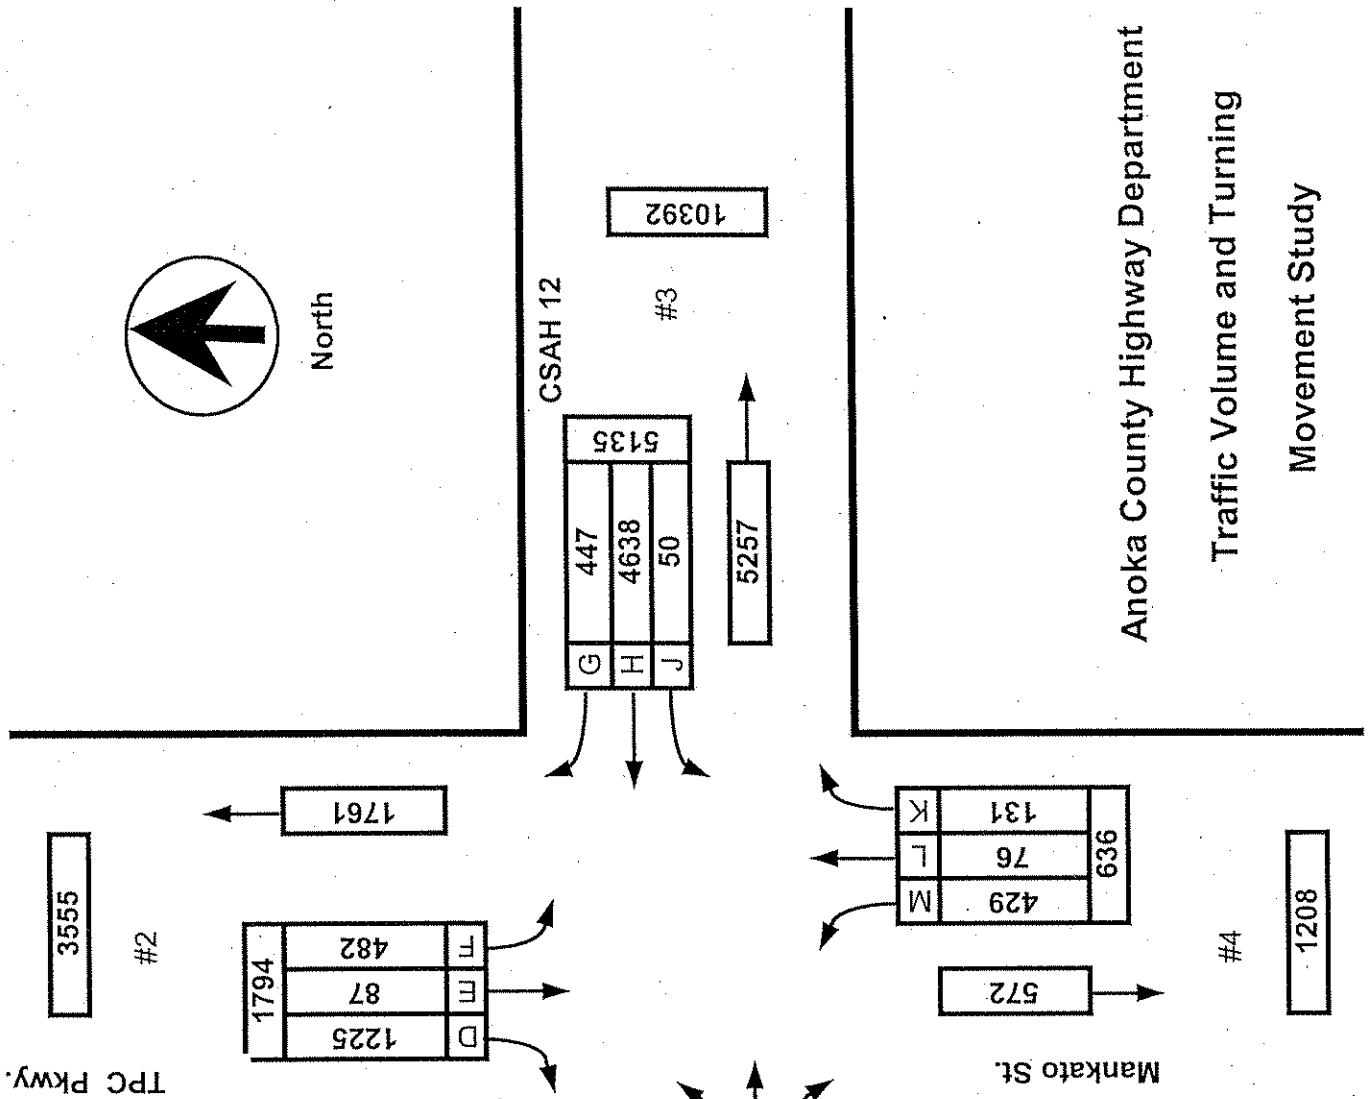 TPC Pkwy.
3555
#2
1794
1225
87
482
D
E
F
1761
North
CSAH 12
G
447
H
4638
J
50
5135
5257
#3
10392
M
L
K
429
76
131
636
572
#4
1208
Mankato St.
Anoka County Highway Department
Traffic Volume and Turning
Movement Study